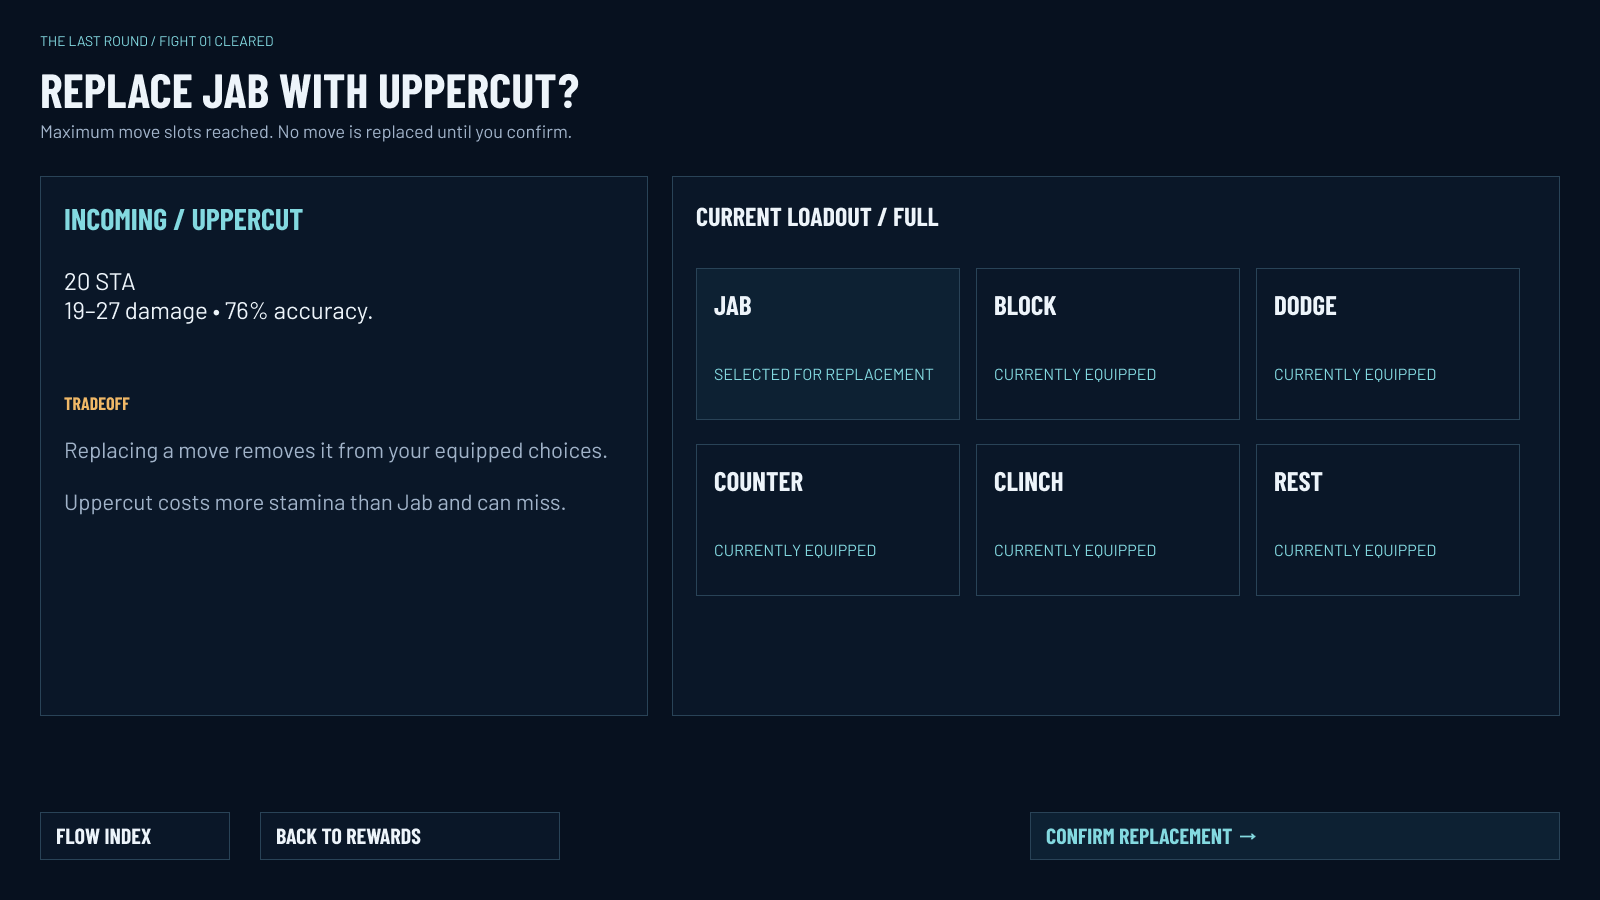 THE LAST ROUND / FIGHT 01 CLEARED
REPLACE JAB WITH UPPERCUT?
Maximum move slots reached. No move is replaced until you confirm.
INCOMING / UPPERCUT
20 STA
19–27 damage • 76% accuracy.
TRADEOFF
Replacing a move removes it from your equipped choices.
Uppercut costs more stamina than Jab and can miss.
CURRENT LOADOUT / FULL
JAB
SELECTED FOR REPLACEMENT
BLOCK
CURRENTLY EQUIPPED
DODGE
CURRENTLY EQUIPPED
COUNTER
CURRENTLY EQUIPPED
CLINCH
CURRENTLY EQUIPPED
REST
CURRENTLY EQUIPPED
FLOW INDEX
BACK TO REWARDS
CONFIRM REPLACEMENT →